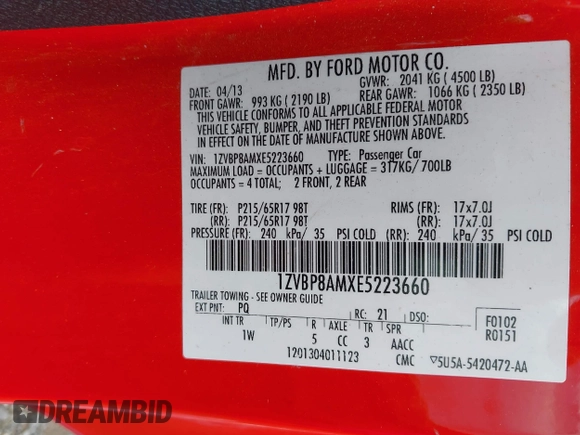 MFD. BY FORD MOTOR CO.
DATE: 04/13 GVWR: 2041 KG ( 4500 LB)
FRONT GAWR: 993 KG ( 2190 LB) REAR GAWR: 1066 KG ( 2350 LB)
THIS VEHICLE CONFORMS TO ALL APPLICABLE FEDERAL MOTOR
VEHICLE SAFETY, BUMPER, AND THEFT PREVENTION STANDARDS
IN EFFECT ON THE DATE OF MANUFACTURE SHOWN ABOVE.
VIN: 1ZVBP8AMXE5223660 TYPE: Passenger Car
MAXIMUM LOAD = OCCUPANTS + LUGGAGE = 317KG/ 700LB
OCCUPANTS = 4 TOTAL; 2 FRONT, 2 REAR
TIRE (FR): P215/65R17 98T RIMS (FR): 17x7.0J
(RR): P215/65R17 98T (RR): 17x7.0J
PRESSURE (FR): 240 kPa/ 35 PSI COLD (RR): 240 kPa/ 35 PSI COLD
1ZVBP8AMXE5223660
TRAILER TOWING - SEE OWNER GUIDE
EXT PNT: PQ RC: 21 DSO: F0102
INT TR TP/PS R AXLE TR SPR R0151
1W 5 CC 3 AACC
1201304011123 CMC ▽5U5A-5420472-AA
DREAMBID